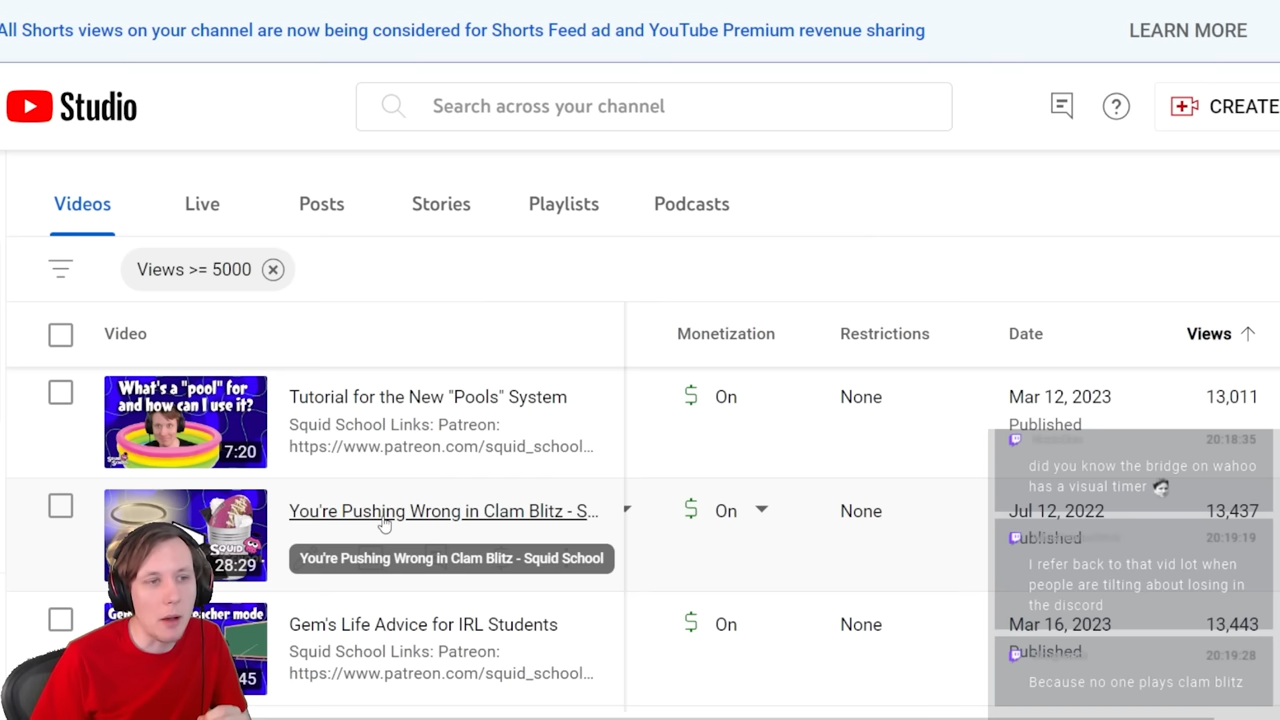 All Shorts views on your channel are now being considered for Shorts Feed ad and YouTube Premium revenue sharing
LEARN MORE
Studio
Search across your channel
CREATE
Videos
Live
Posts
Stories
Playlists
Podcasts
Views >= 5000
Video
Monetization
Restrictions
Date
Views
What's a "pool" for
and how can I use it?
7:20
Tutorial for the New "Pools" System
Squid School Links: Patreon:
https://www.patreon.com/squid_school...
On
None
Mar 12, 2023
Published
13,011
20:18:35
did you know the bridge on wahoo
has a visual timer
SQUID
28:29
You're Pushing Wrong in Clam Blitz - S...
You're Pushing Wrong in Clam Blitz - Squid School
On
None
Jul 12, 2022
Published
13,437
20:19:19
I refer back to that vid lot when
people are tilting about losing in
the discord
mode
45
Gem's Life Advice for IRL Students
Squid School Links: Patreon:
https://www.patreon.com/squid_school...
On
None
Mar 16, 2023
Published
13,443
20:19:28
Because no one plays clam blitz